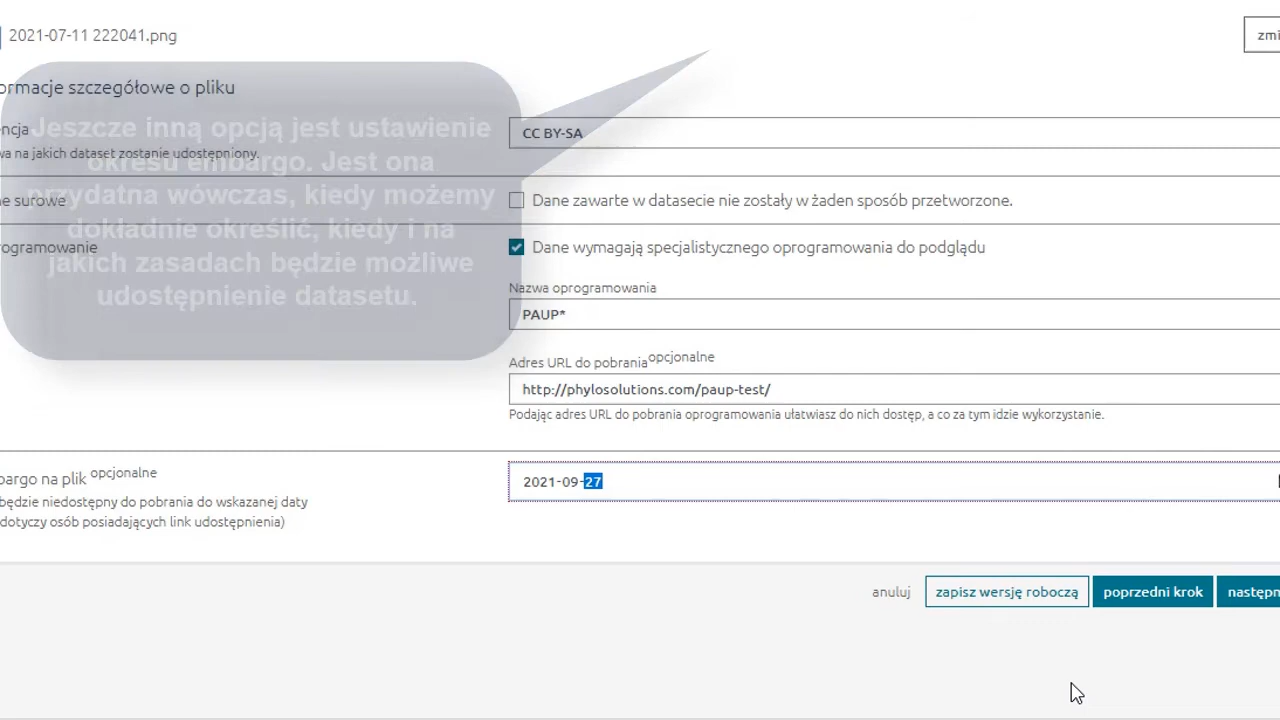 2021-07-11 222041.png
zmi
ormacje szczegółowe o pliku
encja
wa na jakich dataset zostanie udostępniony.
CC BY-SA
Jeszcze inną opcją jest ustawienie
okresu embargo. Jest ona
przydatna wówczas, kiedy możemy
dokładnie określić, kiedy i na
jakich zasadach będzie możliwe
udostępnienie datasetu.
ne surowe
Dane zawarte w datasecie nie zostały w żaden sposób przetworzone.
rogramowanie
Dane wymagają specjalistycznego oprogramowania do podglądu
Nazwa oprogramowania
PAUP*
Adres URL do pobrania opcjonalne
http://phylosolutions.com/paup-test/
Podając adres URL do pobrania oprogramowania ułatwiasz do nich dostęp, a co za tym idzie wykorzystanie.
bargo na plik opcjonalne
będzie niedostępny do pobrania do wskazanej daty
dotyczy osób posiadających link udostępnienia)
2021-09-27
anuluj
zapisz wersję roboczą
poprzedni krok
następn